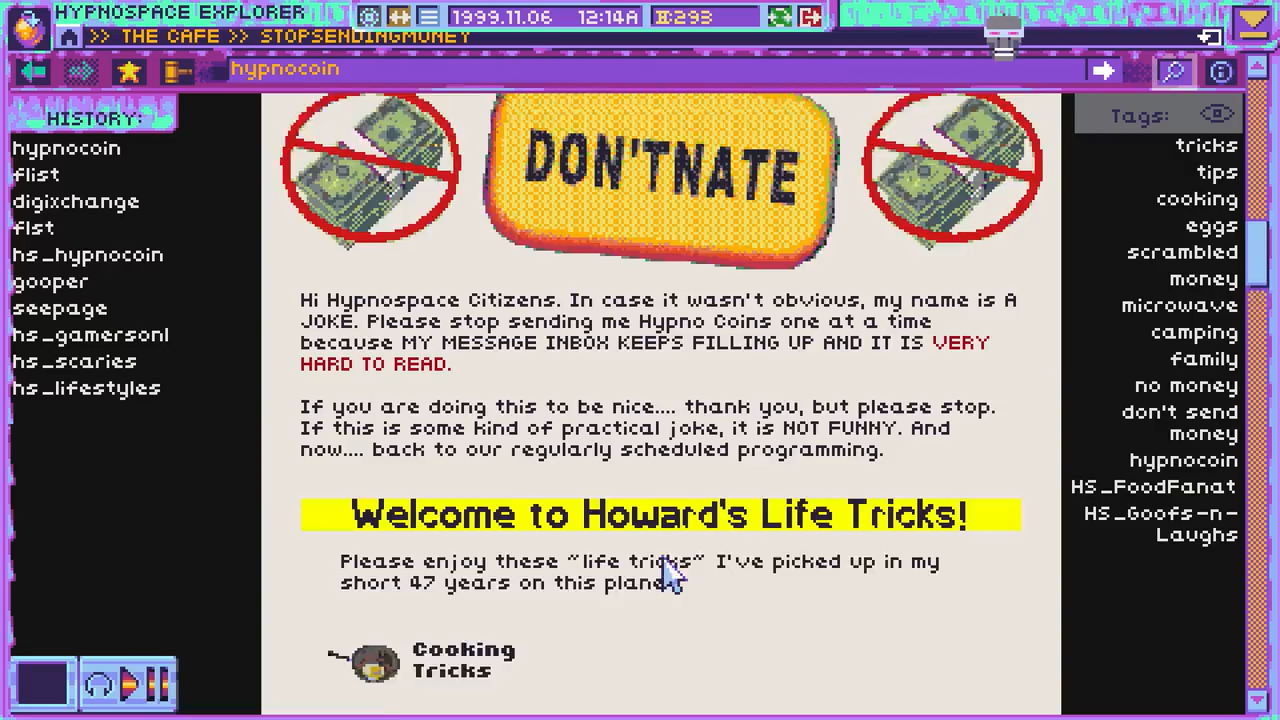 HYPNOSPACE EXPLORER
1999.11.06 12:14A
293
>> THE CAFE >> STOPSENDINGMONEY
hypnocoin
HISTORY:
hypnocoin
flist
digixchange
flst
hs_hypnocoin
gooper
seepage
hs_gamersonl
hs_scaries
hs_lifestyles
DON'TNATE
Hi Hypnospace Citizens. In case it wasn't obvious, my name is A
JOKE. Please stop sending me Hypno Coins one at a time
because MY MESSAGE INBOX KEEPS FILLING UP AND IT IS VERY
HARD TO READ.
If you are doing this to be nice.... thank you, but please stop.
If this is some kind of practical joke, it is NOT FUNNY. And
now.... back to our regularly scheduled programming.
Welcome to Howard's Life Tricks!
Please enjoy these "life tricks" I've picked up in my
short 47 years on this plane
Cooking
Tricks
Tags:
tricks
tips
cooking
eggs
scrambled
money
microwave
camping
family
no money
don't send
money
hypnocoin
HS_FoodFanat
HS_Goofs-n-
Laughs